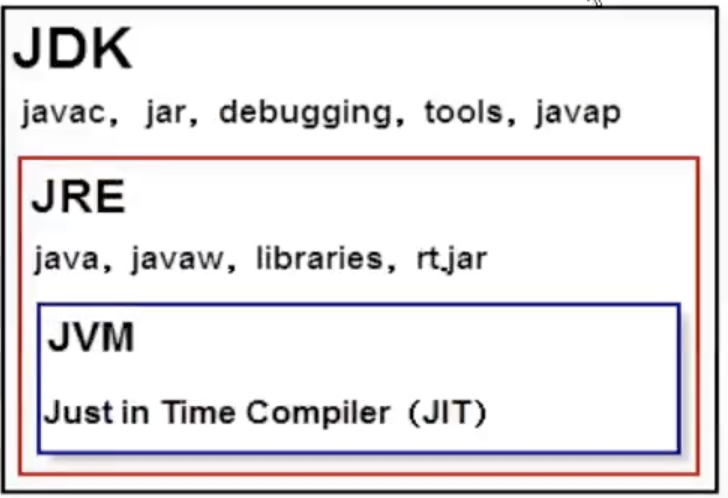 JDK
javac, jar, debugging, tools, javap
JRE
java, javaw, libraries, rt.jar
JVM
Just in Time Compiler (JIT)